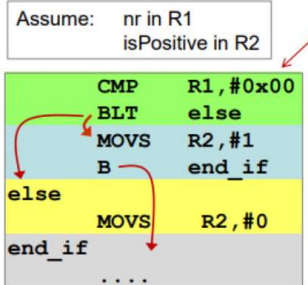 Assume: nr in R1
isPositive in R2
CMP R1,#0x00
BLT else
MOVS R2,#1
B end_if
else
MOVS R2,#0
end_if
....